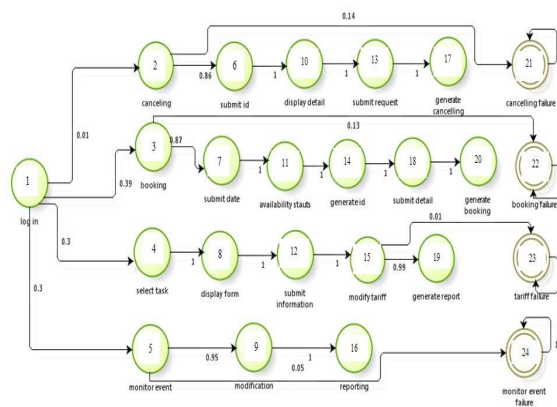 0.14
2
6
10
13
17
21
0.86
1
1
1
canceling
submit id
display detail
submit request
generate
cancelling
cancelling failure
0.01
0.13
3
0.87
7
11
14
18
20
22
1
1
1
1
1
0.39
booking
submit date
availability stauts
generate id
submit detail
generate
booking
booking failure
log in
0.3
0.01
4
8
12
15
19
23
1
1
1
0.99
select task
display form
submit
information
modify tariff
generate report
tariff failure
0.3
5
9
16
24
1
0.95
1
0.05
monitor event
modification
reporting
monitor event
failure